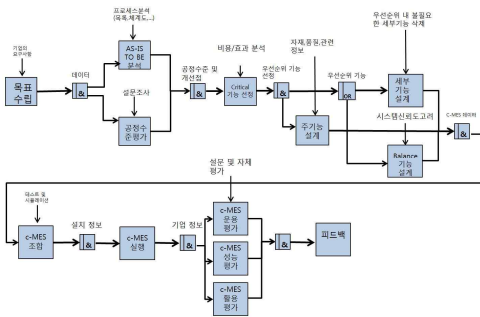 프로세스분석
(목록,체계도,...)
우선순위 내 불필요
한 세부기능 삭제
기업의
요구사항
AS-IS
TO BE
분석
비용/효과 분석
자재,품질,관련
정보
데이터
공정수준 및
개선점
우선순위 기능
선정
우선순위 기능
목표
수립
&
설문조사
&
Critical
기능 선정
&
OR
세부
기능
설계
공정수
준평가
주기능
설계
시스템신뢰도고려
C-MES 데이터
&
Balance
기능
설계
설문 및 자체
평가
테스트 및
시뮬레이션
c-MES
조합
설치 정보
&
c-MES
실행
기업 정보
&
c-MES
운용
평가
c-MES
성능
평가
c-MES
활용
평가
&
피드백